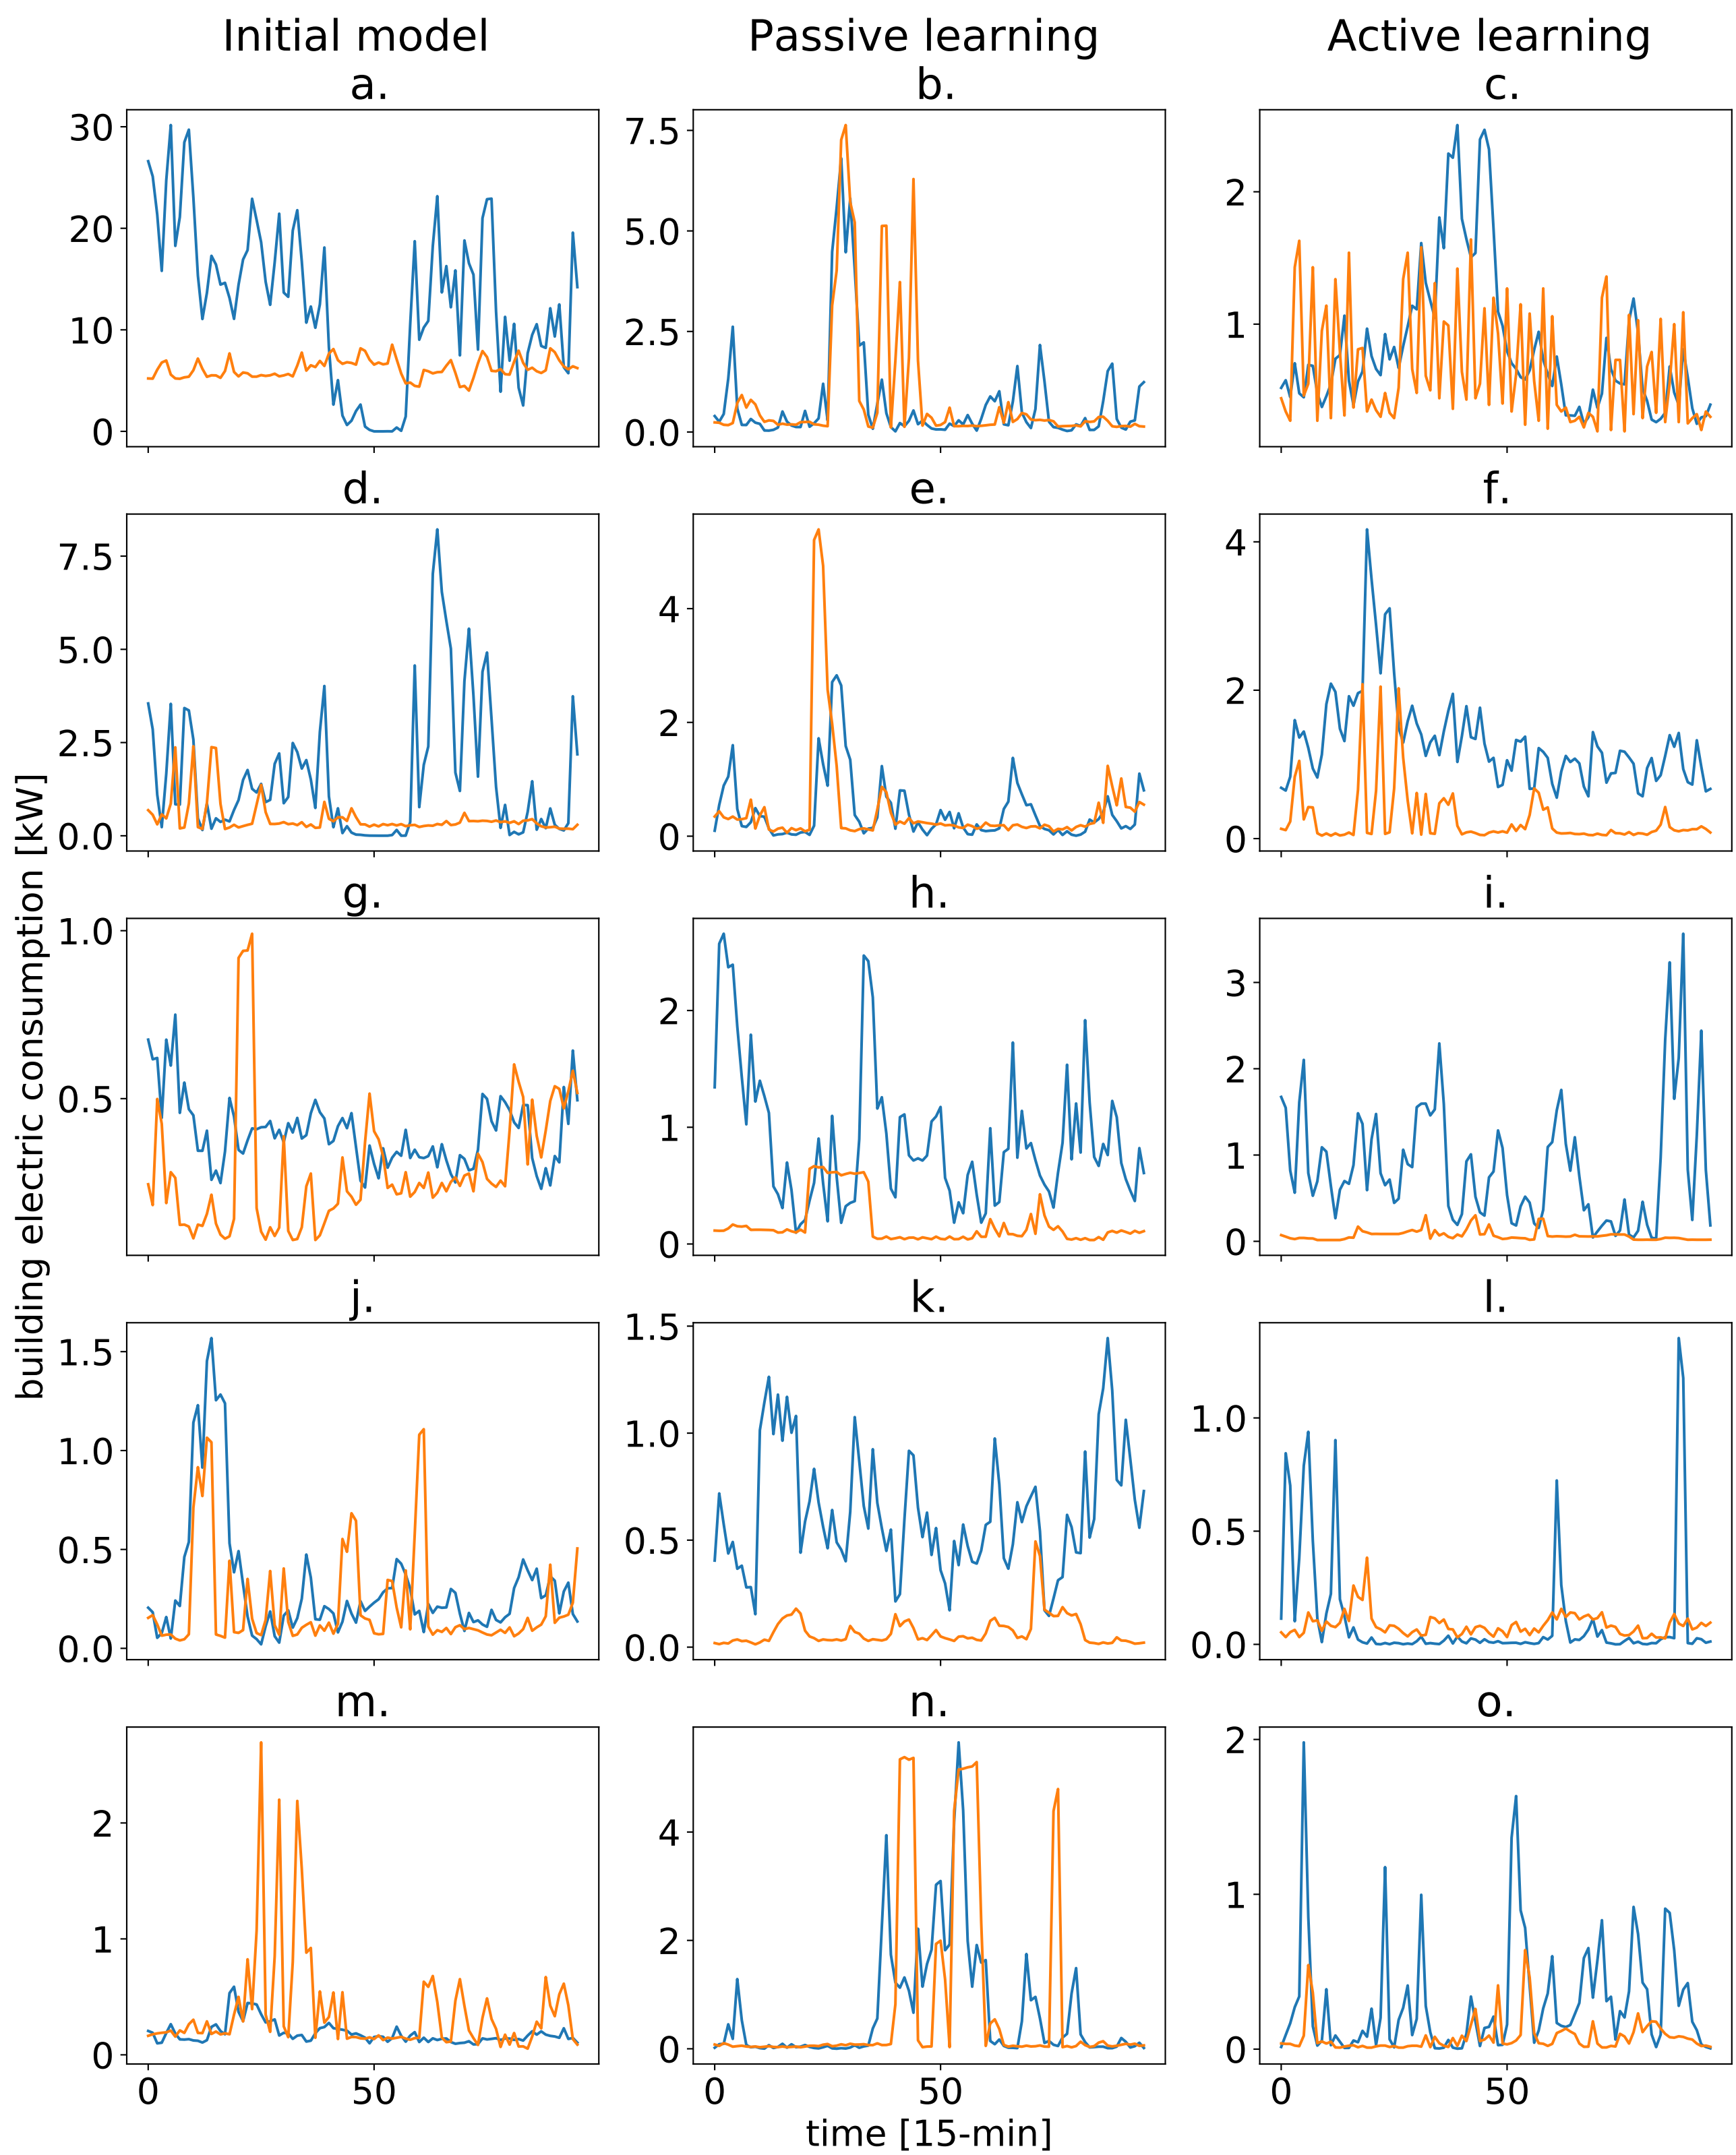 Initial model
Passive learning
Active learning
a.
b.
c.
30
20
10
0
7.5
5.0
2.5
0.0
2
1
d.
e.
f.
7.5
5.0
2.5
0.0
4
2
0
4
2
0
g.
h.
i.
1.0
0.5
2
1
0
3
2
1
0
j.
k.
l.
1.5
1.0
0.5
0.0
1.5
1.0
0.5
0.0
1.0
0.5
0.0
m.
n.
o.
2
1
0
4
2
0
2
1
0
0
50
0
50
0
50
building electric consumption [kW]
time [15-min]